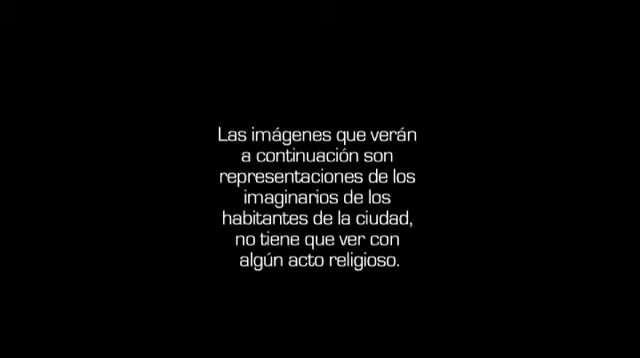 Las imágenes que verán
a continuación son
representaciones de los
imaginarios de los
habitantes de la ciudad,
no tiene que ver con
algún acto religioso.